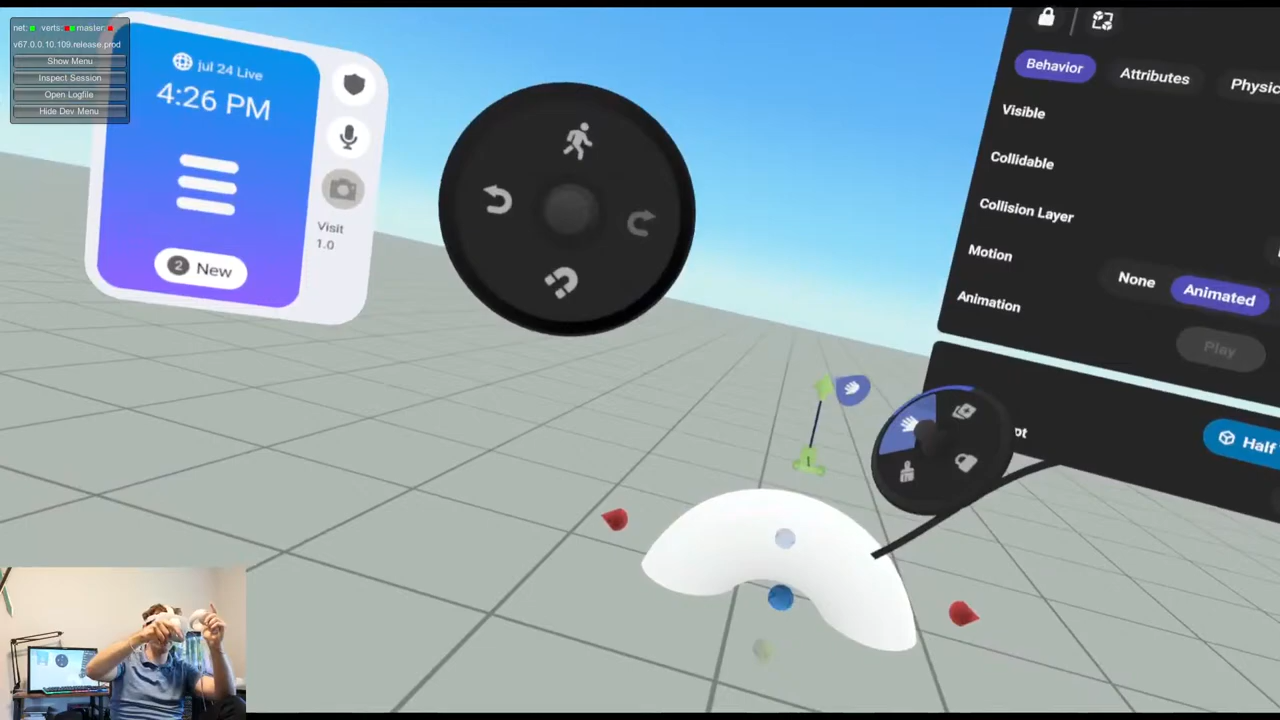 net: verts: master:
v67.0.0.10.109.release.prod
Show Menu
Inspect Session
Open Logfile
Hide Dev Menu
jul 24 Live
4:26 PM
Visit
1.0
2 New
Behavior Attributes Physic
Visible
Collidable
Collision Layer
Motion None Animated
Animation
Play
pt Half